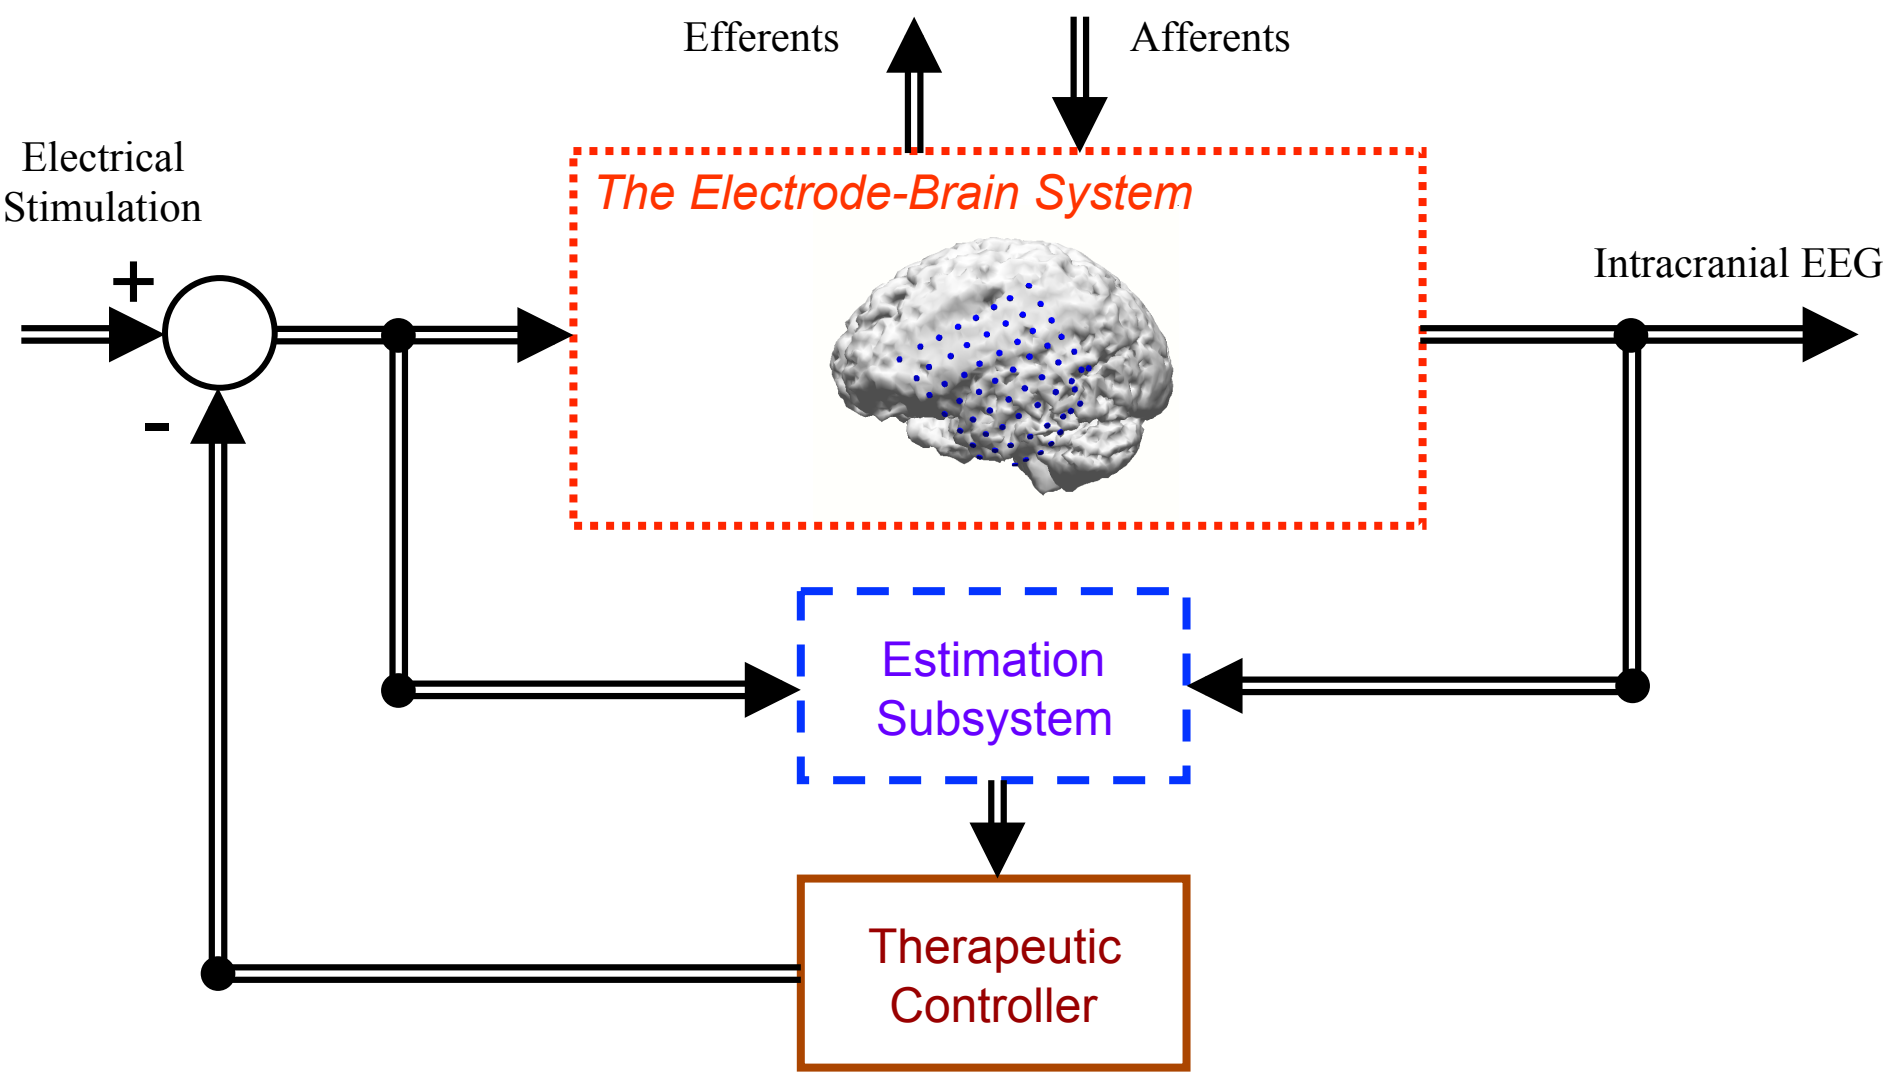 Efferents
Afferents
Electrical
Stimulation
The Electrode-Brain System
Intracranial EEG
+
-
Estimation
Subsystem
Therapeutic
Controller